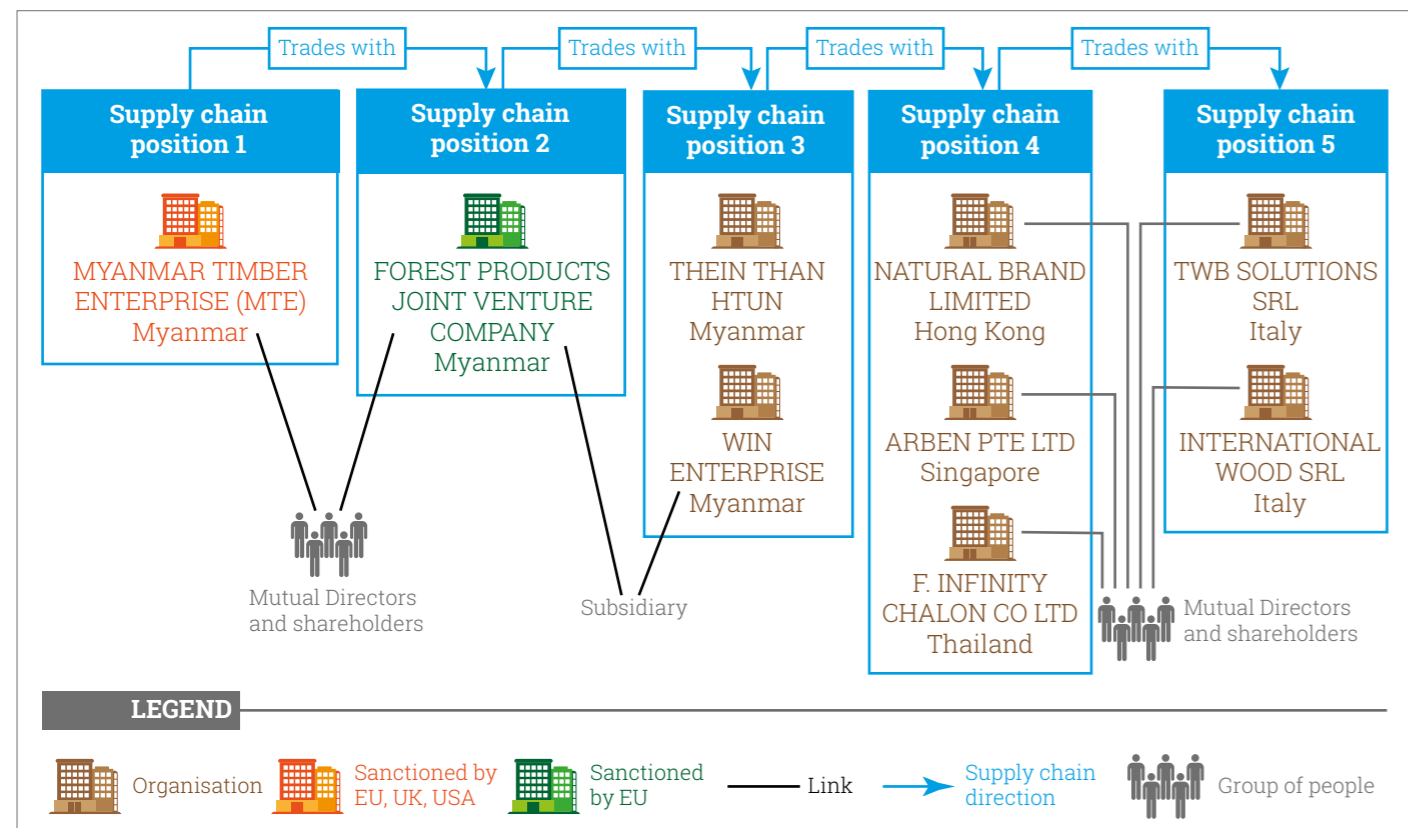 Trades with
Trades with
Trades with
Trades with
Supply chain
position 1
MYANMAR TIMBER
ENTERPRISE (MTE)
Myanmar
Supply chain
position 2
FOREST PRODUCTS
JOINT VENTURE
COMPANY
Myanmar
Supply chain
position 3
THEIN THAN
HTUN
Myanmar
WIN
ENTERPRISE
Myanmar
Supply chain
position 4
NATURAL BRAND
LIMITED
Hong Kong
ARBEN PTE LTD
Singapore
F. INFINITY
CHALON CO LTD
Thailand
Supply chain
position 5
TWB SOLUTIONS
SRL
Italy
INTERNATIONAL
WOOD SRL
Italy
Mutual Directors
and shareholders
Subsidiary
Mutual Directors
and shareholders
LEGEND
Organisation
Sanctioned by
EU, UK, USA
Sanctioned
by EU
Link
Supply chain
direction
Group of people